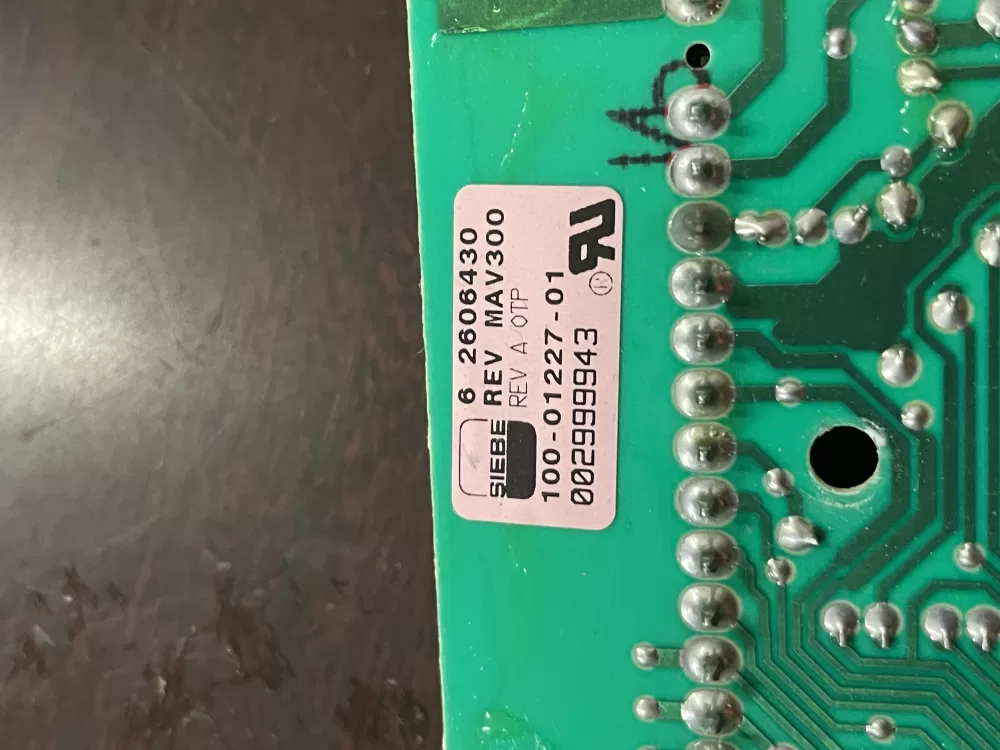 6 2606430
REV MAV300
SIEBE
REV A OTP
100-01227-01
002999943